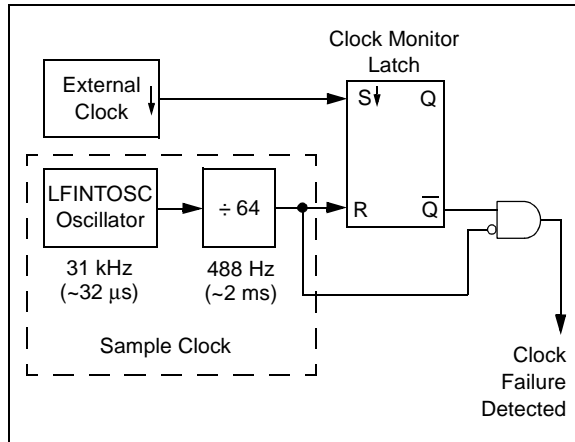 Clock Monitor
Latch
External
Clock
S
Q
LFINTOSC
Oscillator
÷ 64
R
Q̅
31 kHz
(~32 μs)
488 Hz
(~2 ms)
Sample Clock
Clock
Failure
Detected